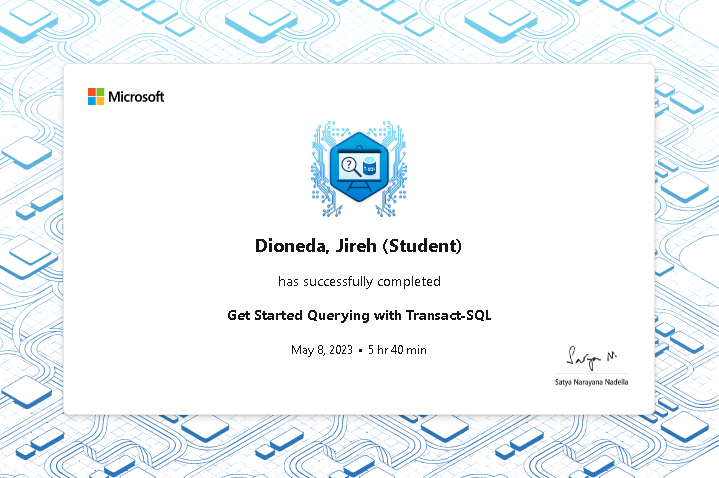 Microsoft
? SQL
Dioneda, Jireh (Student)
has successfully completed
Get Started Querying with Transact-SQL
May 8, 2023 • 5 hr 40 min
Satya N.
Satya Narayana Nadella